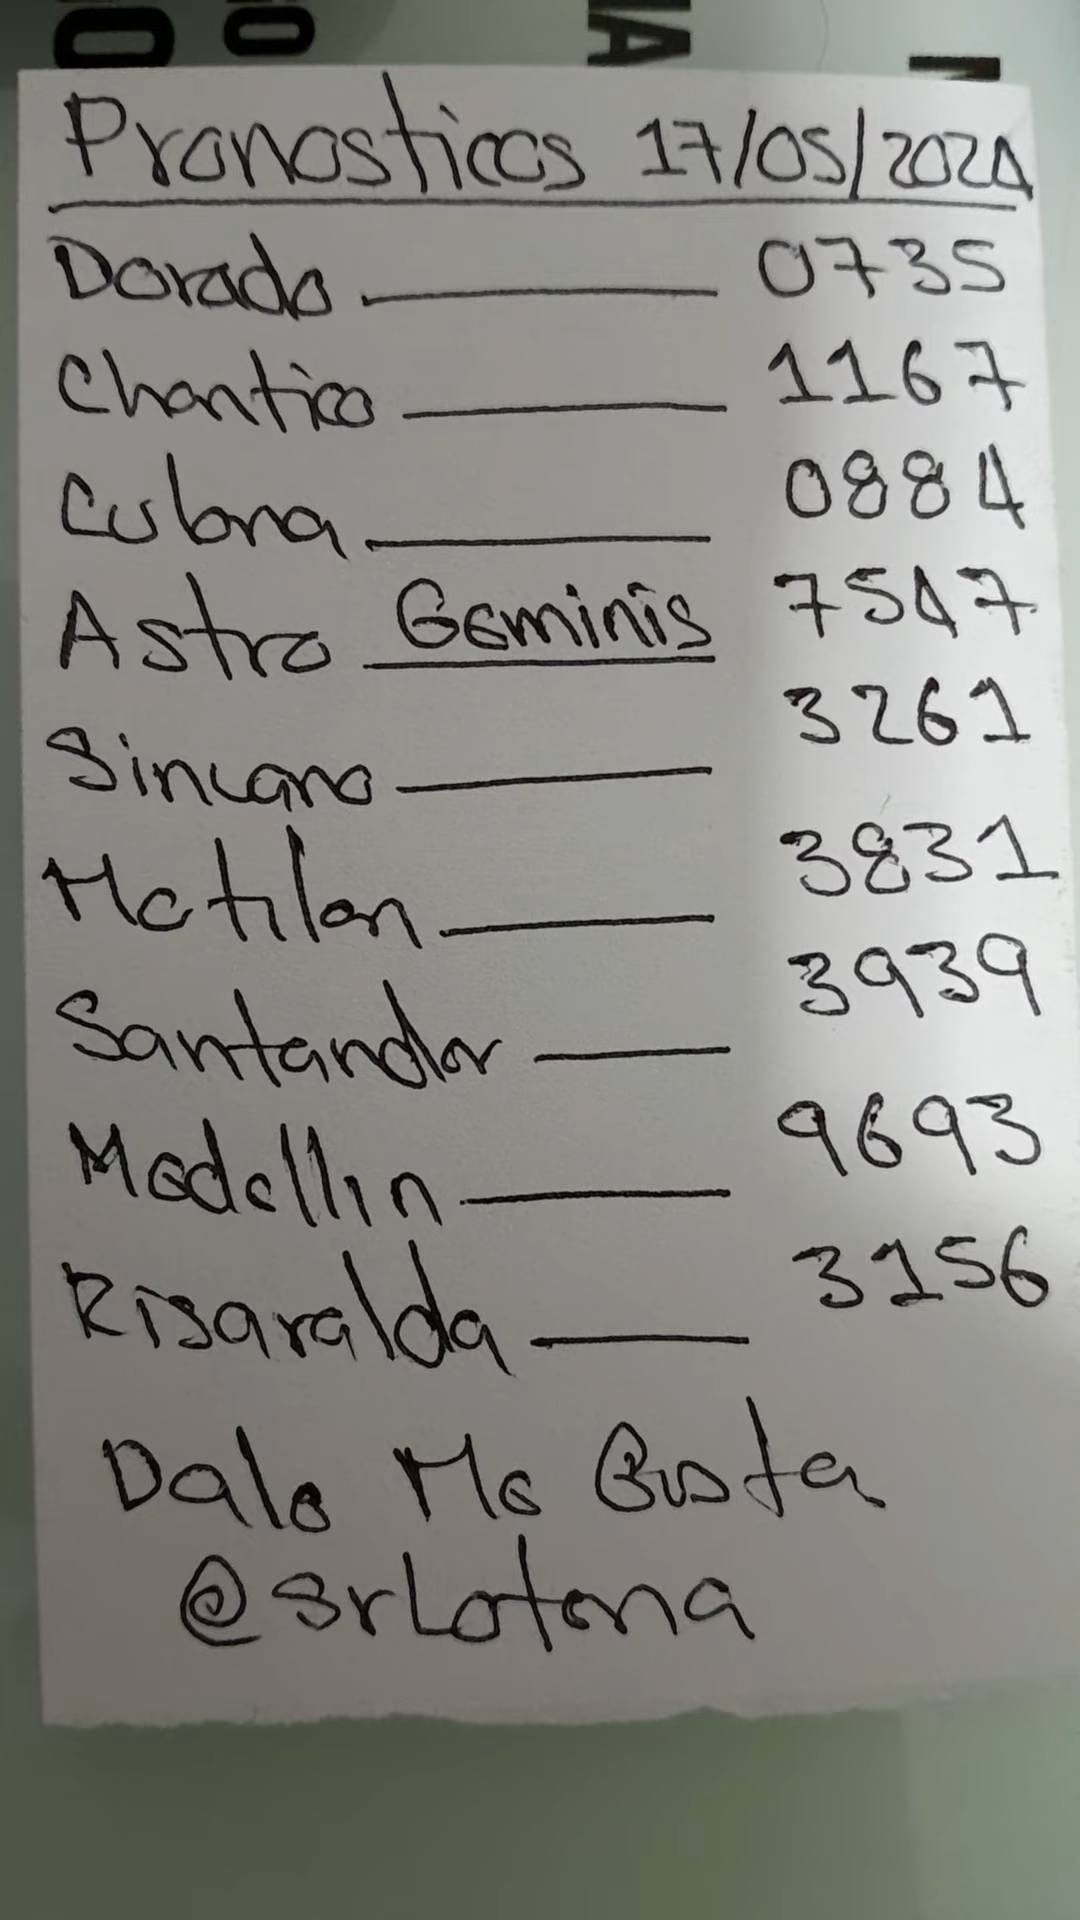 Pronosticos 17/05/2024
Dorado 0735
Chontico 1167
Culona 0884
Astro Geminis 7547
Sinuano 3261
Motilon 3831
Santander 3939
Medellin 9693
Risaralda 3156
Dale Me Gusta
@srLoteria